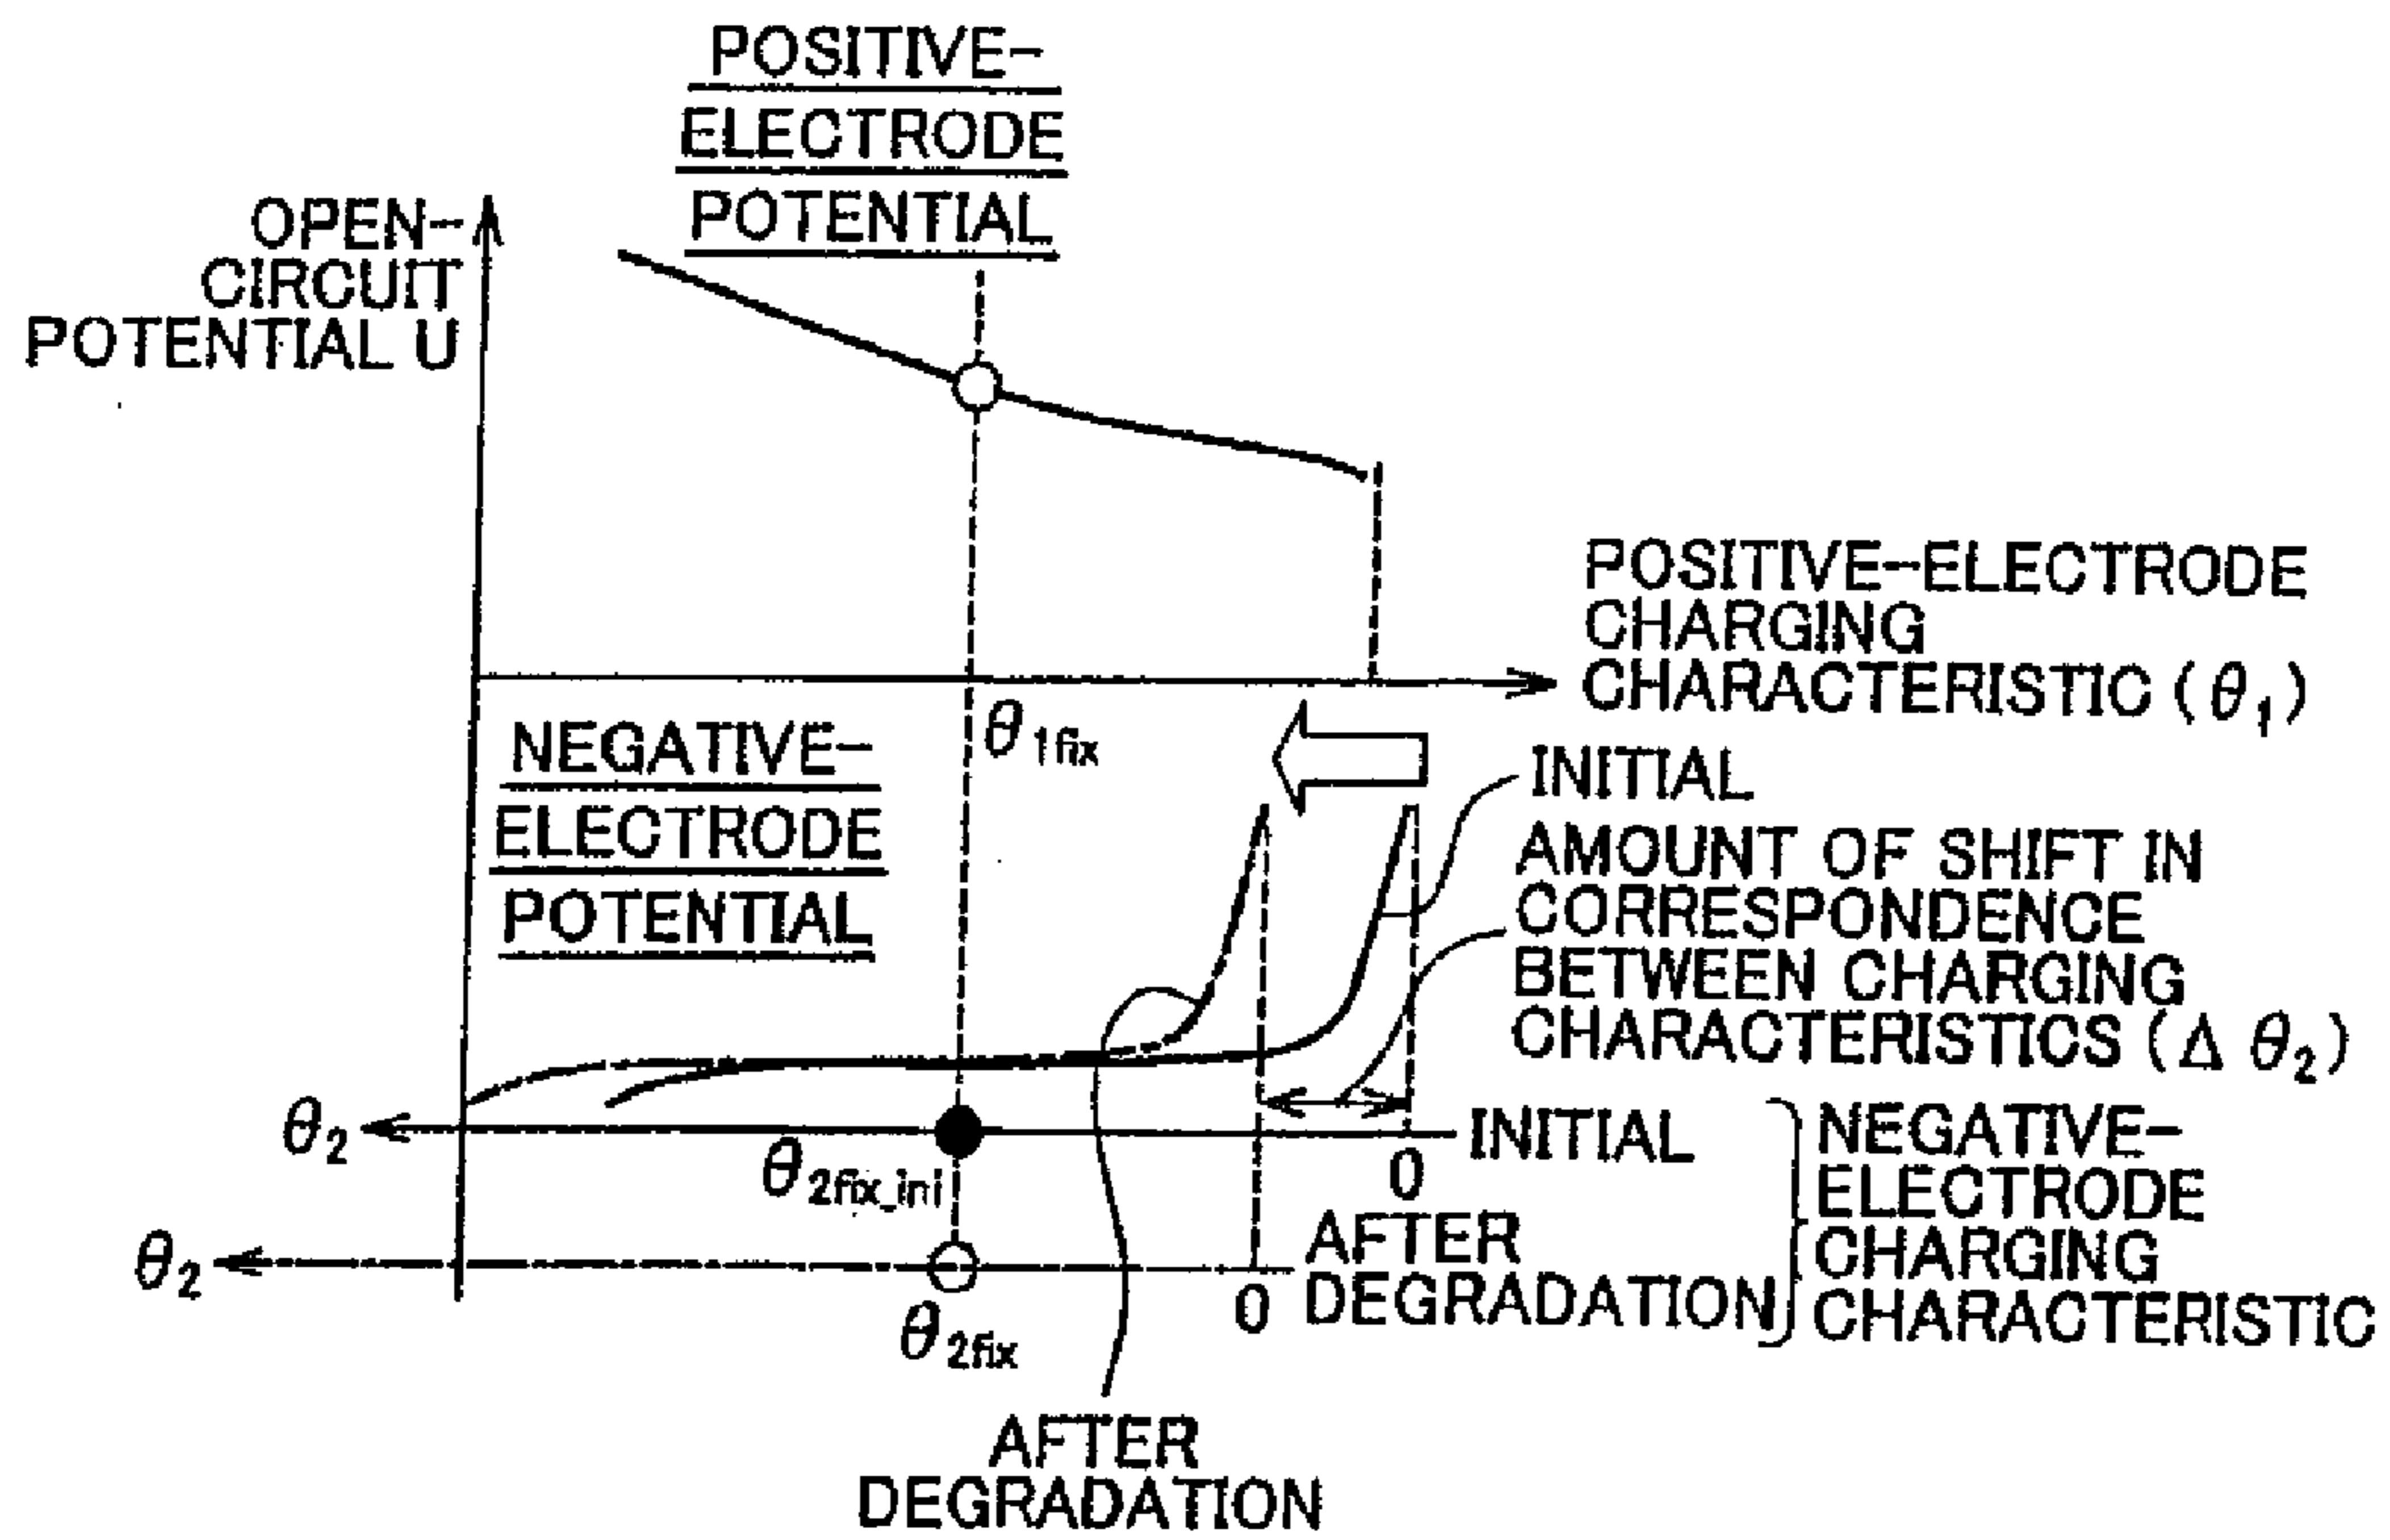 POSITIVE-
ELECTRODE
POTENTIAL
OPEN-
CIRCUIT
POTENTIAL U
POSITIVE-ELECTRODE
CHARGING
CHARACTERISTIC (θ1)
θ1fix
NEGATIVE-
ELECTRODE
POTENTIAL
INITIAL
AMOUNT OF SHIFT IN
CORRESPONDENCE
BETWEEN CHARGING
CHARACTERISTICS (Δ θ2)
θ2
θ2fix_ini
0
INITIAL
θ2
θ2fix
0
AFTER
DEGRADATION
NEGATIVE-
ELECTRODE
CHARGING
CHARACTERISTIC
AFTER
DEGRADATION